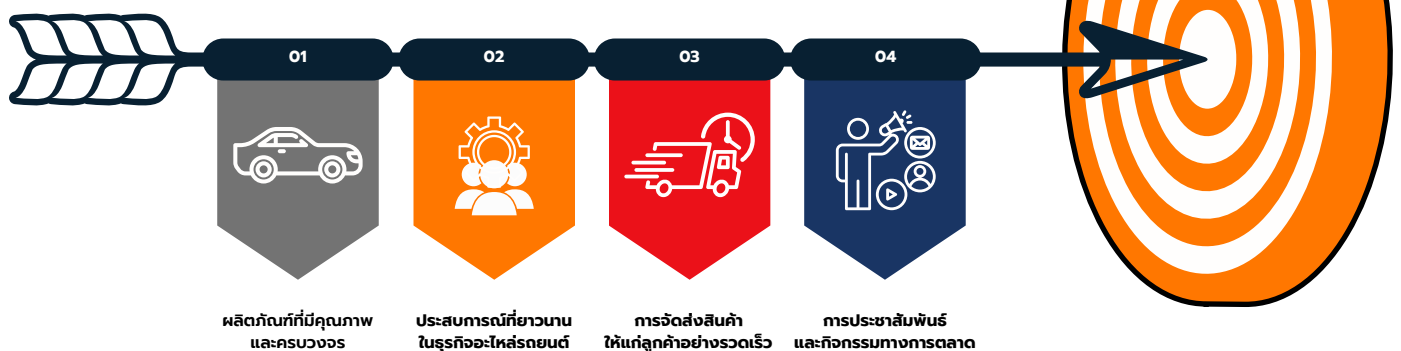 01
02
03
04
ผลิตภัณฑ์ที่มีคุณภาพ
และครบวงจร
ประสบการณ์ที่ยาวนาน
ในธุรกิจอะไหล่รถยนต์
การจัดส่งสินค้า
ให้แก่ลูกค้าอย่างรวดเร็ว
การประชาสัมพันธ์
และกิจกรรมทางการตลาด